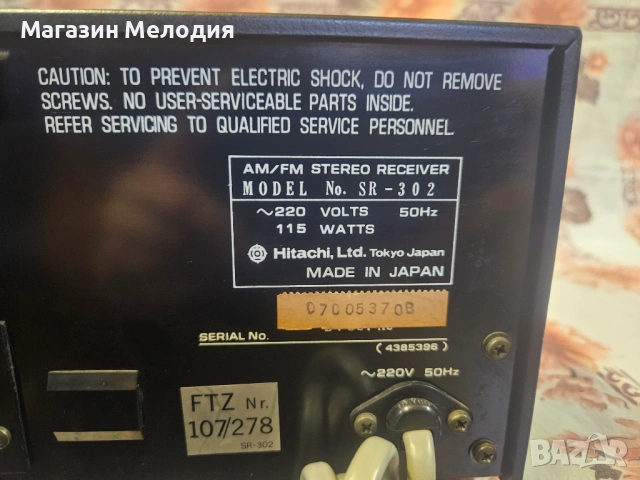 Магазин Мелодия
CAUTION: TO PREVENT ELECTRIC SHOCK, DO NOT REMOVE
SCREWS. NO USER-SERVICEABLE PARTS INSIDE.
REFER SERVICING TO QUALIFIED SERVICE PERSONNEL.
AM/FM STEREO RECEIVER
MODEL No. SR-302
~220 VOLTS 50Hz
115 WATTS
Hitachi, Ltd. Tokyo Japan
MADE IN JAPAN
07005370B
SERIAL No.
(4385396)
~220V 50Hz
FTZ Nr.
107/278
SR-302
BAZAR